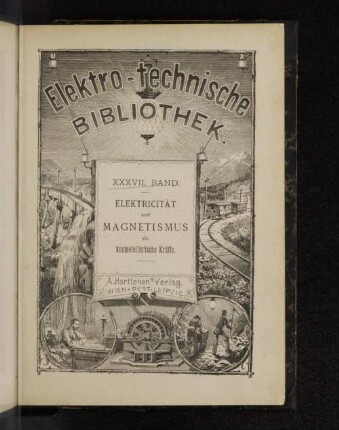 Elektro-technische
BIBLIOTHEK.
XXXVII. BAND.
ELEKTRICITÄT
und
MAGNETISMUS
als
kosmotellurische Kräfte.
A. Hartleben's Verlag.
WIEN-PEST-LEIPZIG.